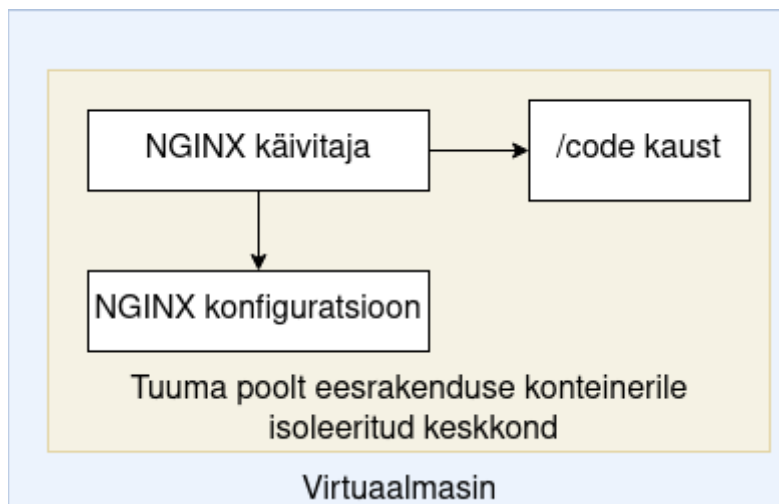 NGINX käivitaja
/code kaust
NGINX konfiguratsioon
Tuuma poolt eesrakenduse konteinerile
isoleeritud keskkond
Virtuaalmasin